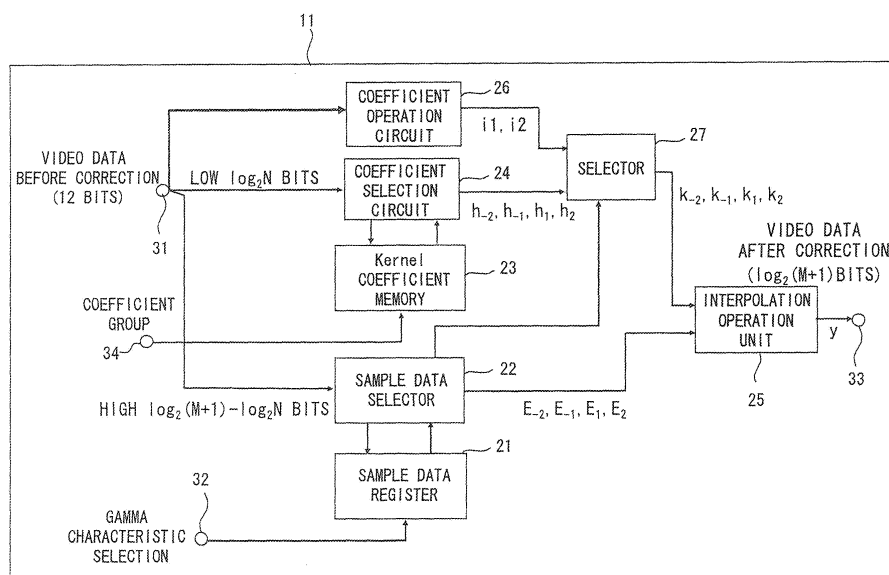 11
COEFFICIENT
OPERATION
CIRCUIT
26
i1, i2
SELECTOR
27
VIDEO DATA
BEFORE CORRECTION
(12 BITS)
31
LOW log₂N BITS
COEFFICIENT
SELECTION
CIRCUIT
24
h₋₂, h₋₁, h₁, h₂
k₋₂, k₋₁, k₁, k₂
Kernel
COEFFICIENT
MEMORY
23
VIDEO DATA
AFTER CORRECTION
(log₂(M+1)BITS)
COEFFICIENT
GROUP
34
INTERPOLATION
OPERATION
UNIT
25
y
33
HIGH log₂(M+1)-log₂N BITS
SAMPLE DATA
SELECTOR
22
E₋₂, E₋₁, E₁, E₂
SAMPLE DATA
REGISTER
21
GAMMA
CHARACTERISTIC
SELECTION
32